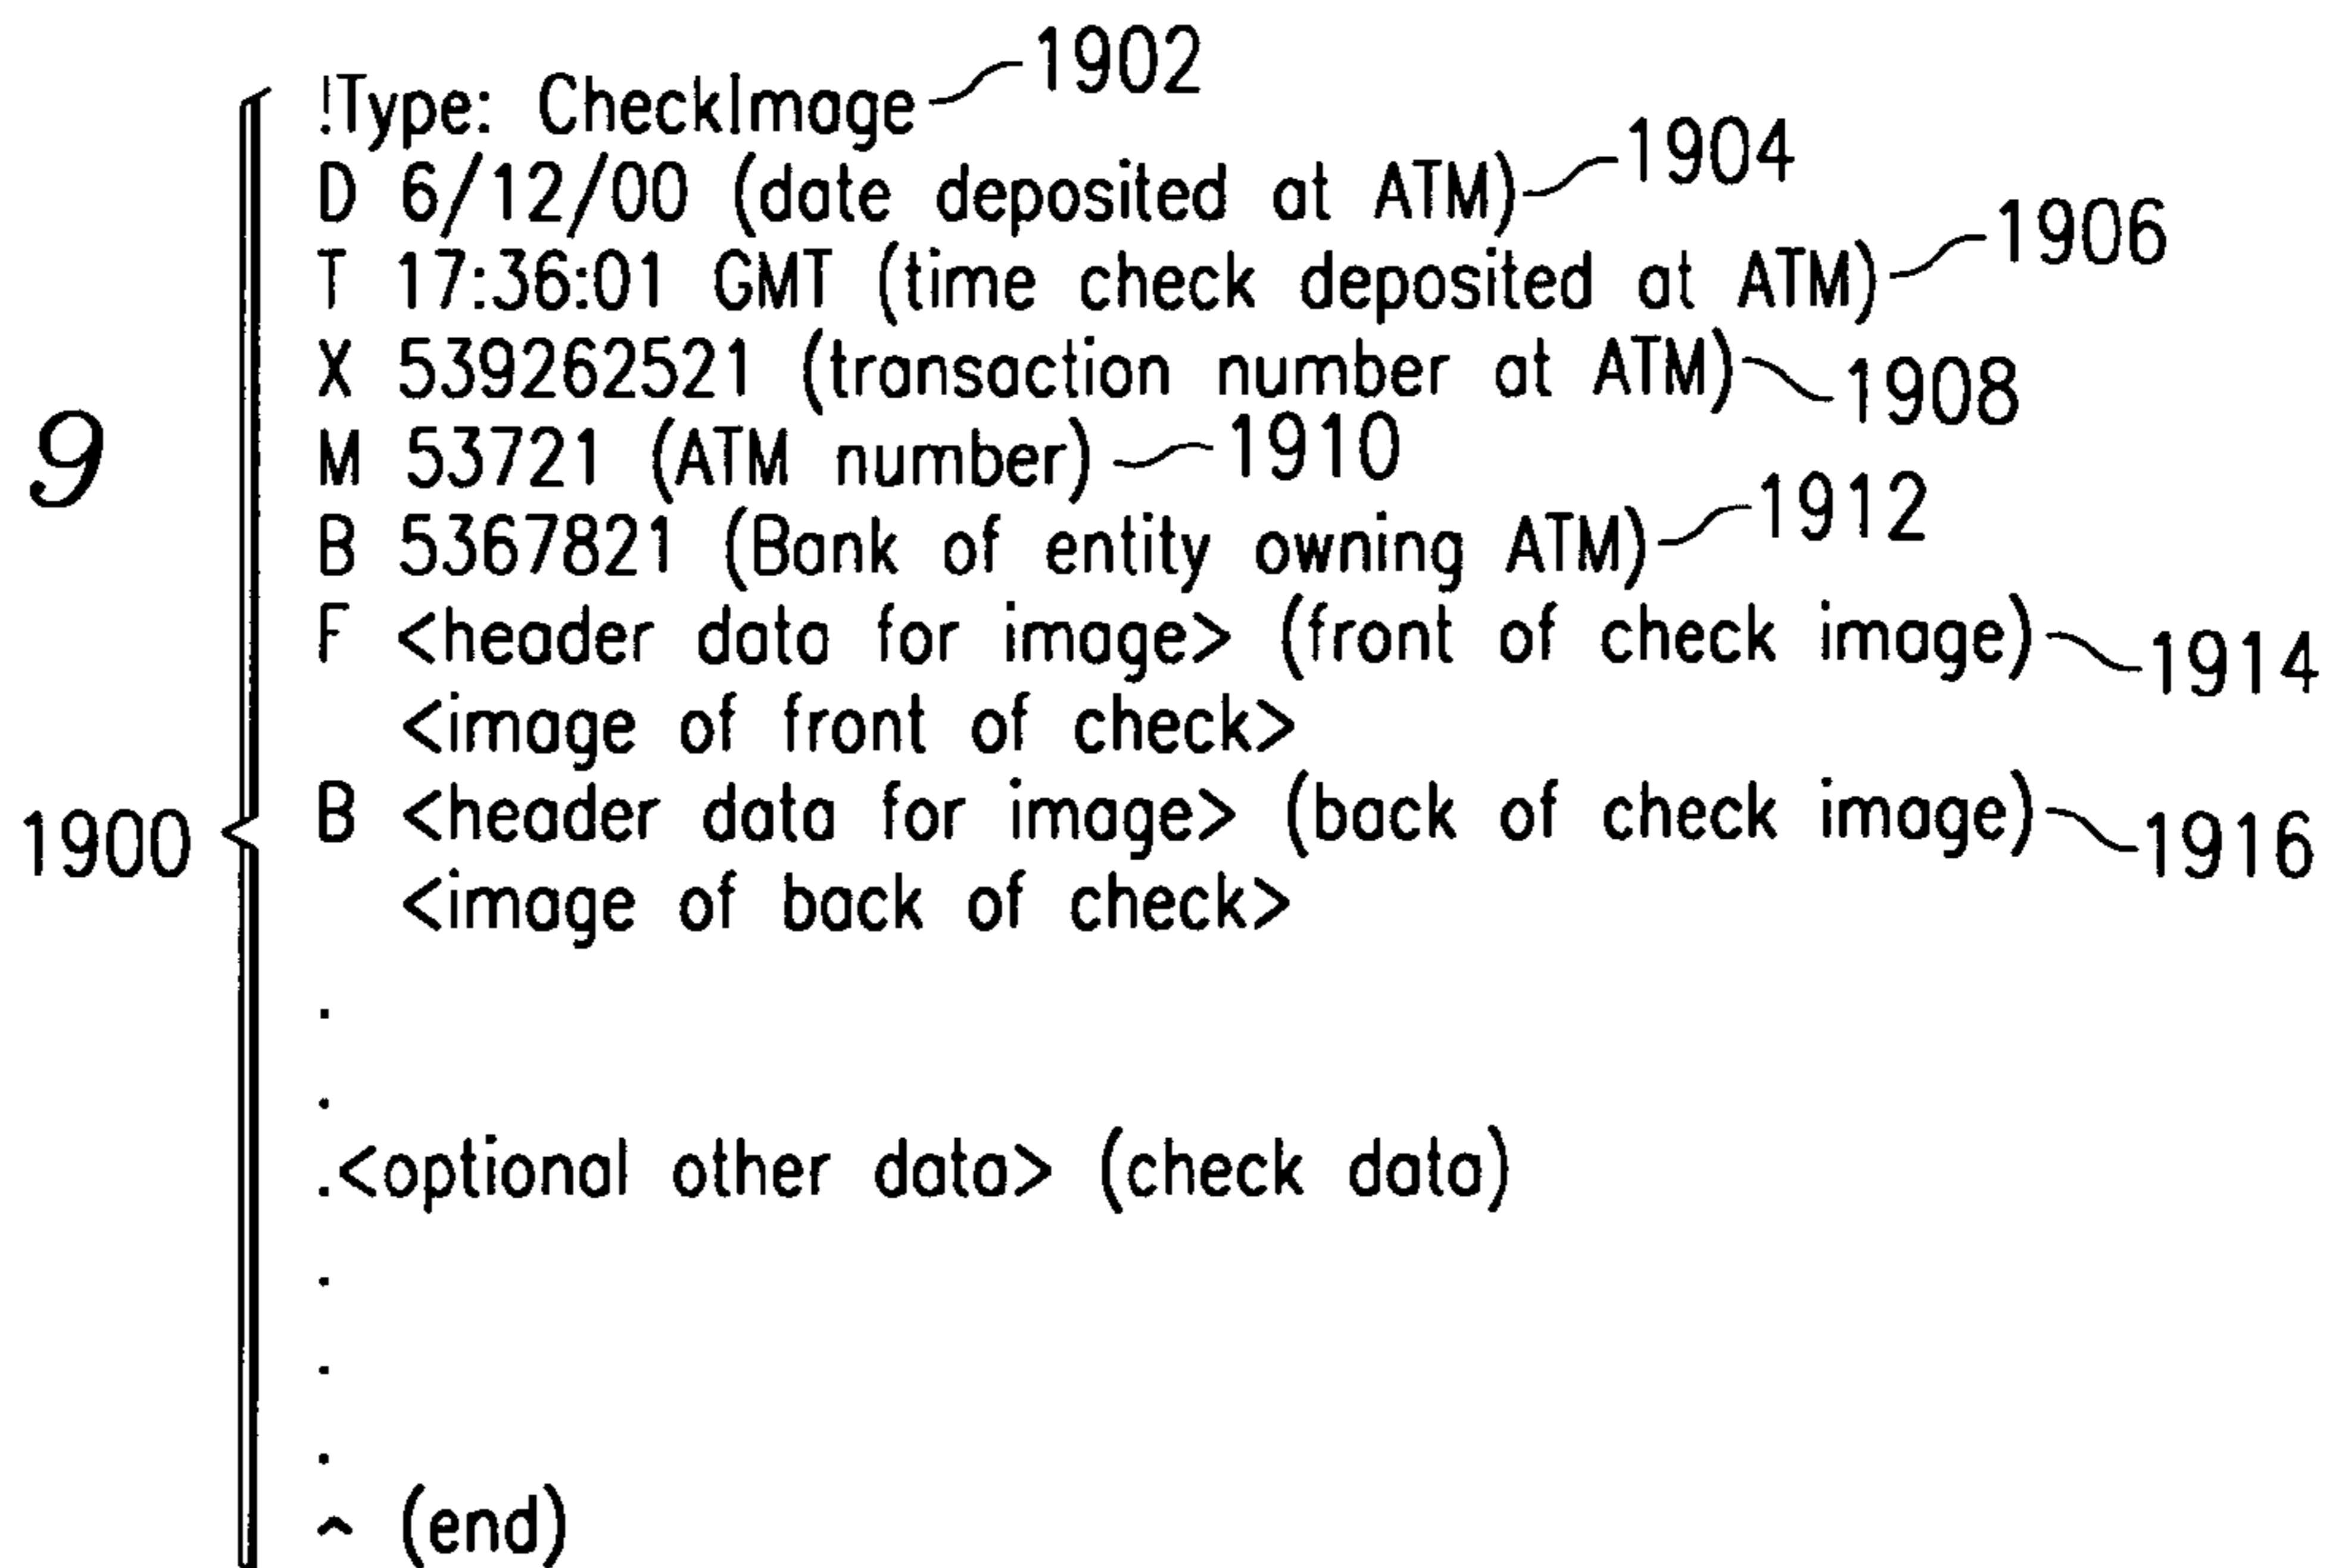 !Type: CheckImage 1902
D 6/12/00 (date deposited at ATM) 1904
T 17:36:01 GMT (time check deposited at ATM) 1906
X 539262521 (transaction number at ATM) 1908
M 53721 (ATM number) 1910
9
B 5367821 (Bank of entity owning ATM) 1912
F <header data for image> (front of check image) 1914
<image of front of check>
1900
B <header data for image> (back of check image) 1916
<image of back of check>
.
.
.<optional other data> (check data)
.
.
.
^ (end)